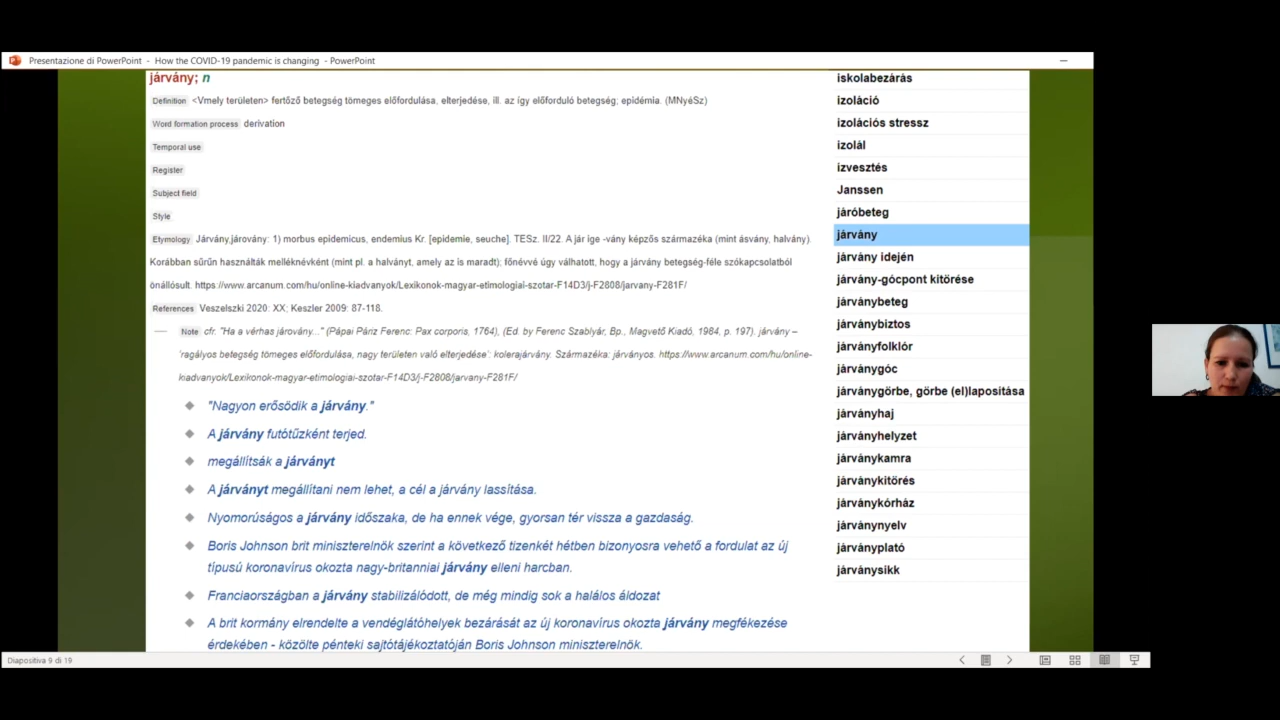 Presentazione di PowerPoint - How the COVID-19 pandemic is changing - PowerPoint
járvány; n
Definition <Vmely területen> fertőző betegség tömeges előfordulása, elterjedése, ill. az így előforduló betegség; epidémia. (MNyéSz)
Word formation process derivation
Temporal use
Register
Subject field
Style
Etymology Járvány,járovány: 1) morbus epidemicus, endemius Kr. [epidemie, seuche]. TESz. II/22. A jár ige -vány képzős származéka (mint ásvány, halvány).
Korábban sűrűn használták melléknévként (mint pl. a halványt, amely az is maradt); főnévvé úgy válhatott, hogy a járvány betegség-féle szókapcsolatból
önállósult. https://www.arcanum.com/hu/online-kiadvanyok/Lexikonok-magyar-etimologiai-szotar-F14D3/j-F2808/jarvany-F281F/
References Veszelszki 2020: XX; Keszler 2009: 87-118.
Note cfr. "Ha a vérhas járovány..." (Pápai Páriz Ferenc: Pax corporis, 1764), (Ed. by Ferenc Szablyár, Bp., Magvető Kiadó, 1984, p. 197). járvány –
'ragályos betegség tömeges előfordulása, nagy területen való elterjedése': kolerajárvány. Származéka: járványos. https://www.arcanum.com/hu/online-
kiadvanyok/Lexikonok-magyar-etimologiai-szotar-F14D3/j-F2808/jarvany-F281F/
"Nagyon erősödik a járvány."
A járvány futótűzként terjed.
megállítsák a járványt
A járványt megállítani nem lehet, a cél a járvány lassítása.
Nyomorúságos a járvány időszaka, de ha ennek vége, gyorsan tér vissza a gazdaság.
Boris Johnson brit miniszterelnök szerint a következő tizenkét hétben bizonyosra vehető a fordulat az új
típusú koronavírus okozta nagy-britanniai járvány elleni harcban.
Franciaországban a járvány stabilizálódott, de még mindig sok a halálos áldozat
A brit kormány elrendelte a vendéglátóhelyek bezárását az új koronavírus okozta járvány megfékezése
érdekében - közölte pénteki sajtótájékoztatóján Boris Johnson miniszterelnök.
iskolabezárás
izoláció
izolációs stressz
izolál
ízvesztés
Janssen
járóbeteg
járvány
járvány idején
járvány-gócpont kitörése
járványbeteg
járványbiztos
járványfolklór
járványgóc
járványgörbe, görbe (el)laposítása
járványhaj
járványhelyzet
járványkamra
járványkitörés
járványkórház
járványnyelv
járványplató
járványsikk
Diapositiva 9 di 19